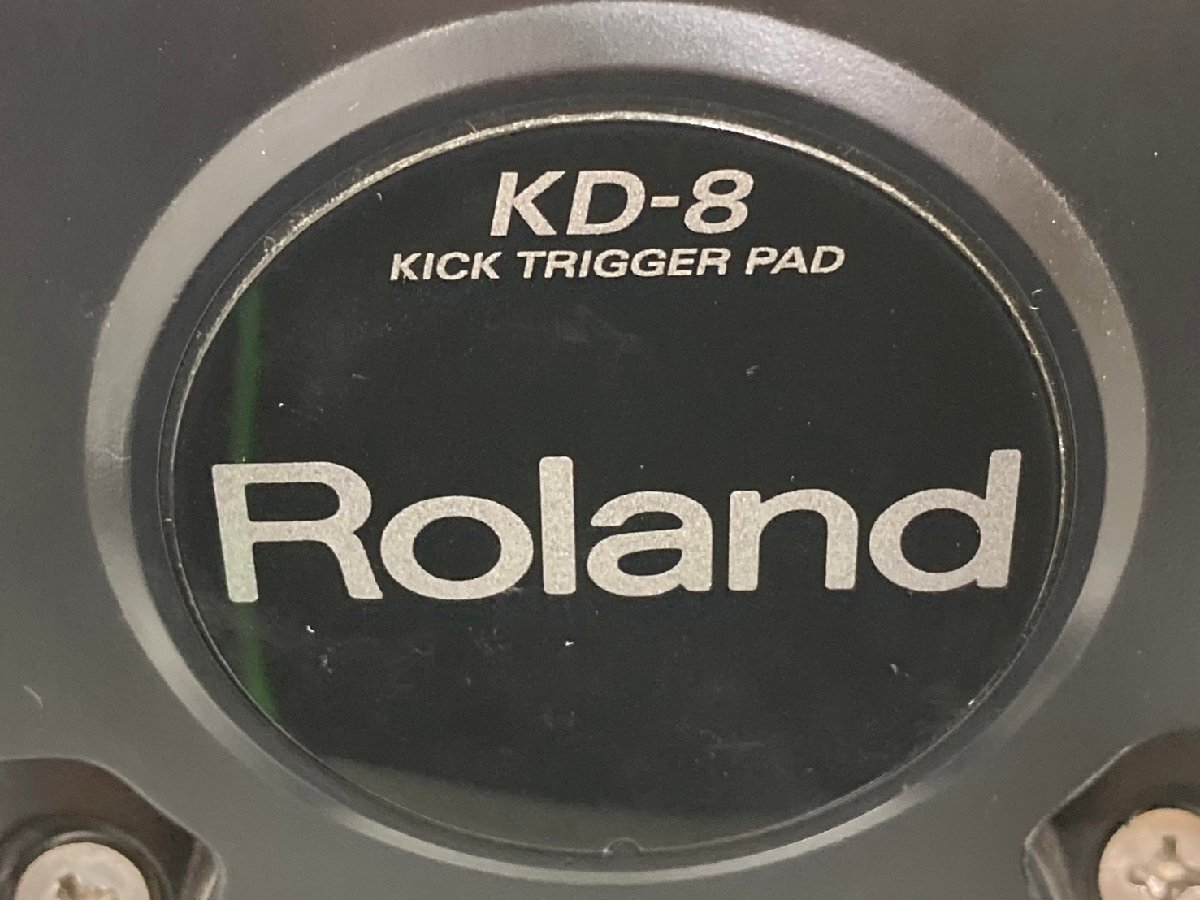 KD-8
KICK TRIGGER PAD
Roland